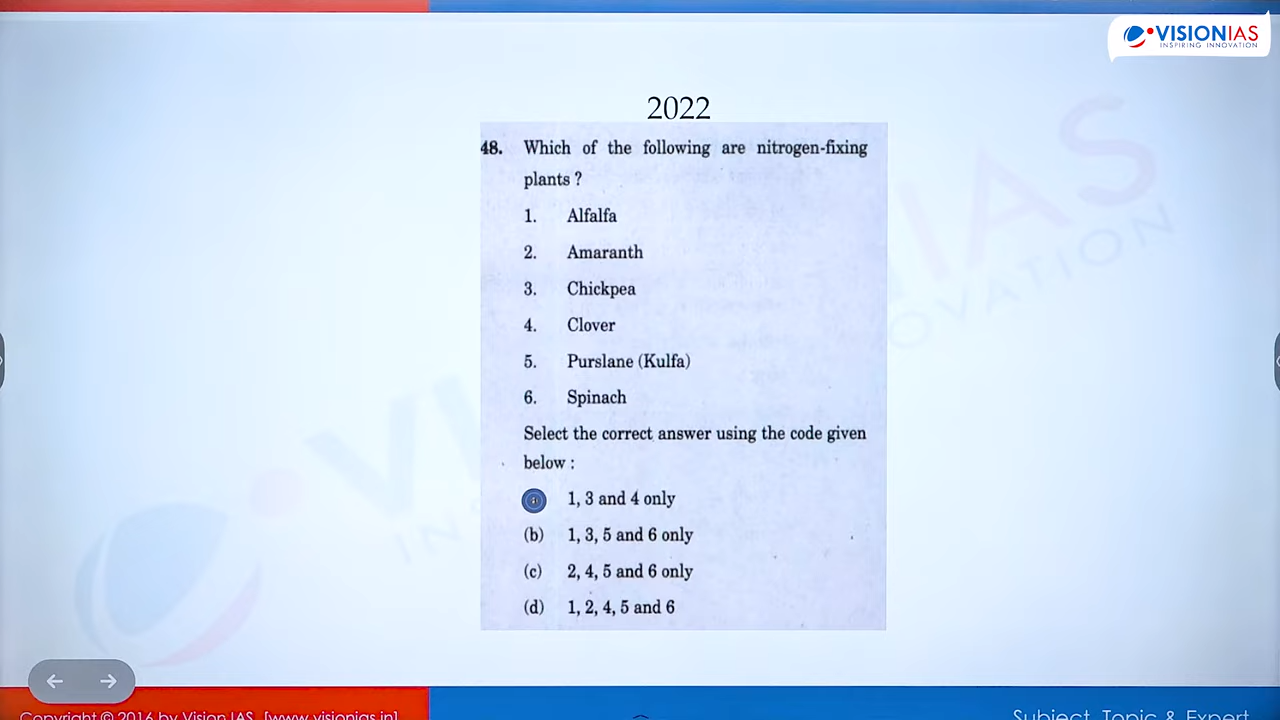 VISIONIAS
INSPIRING INNOVATION
2022
48. Which of the following are nitrogen-fixing
plants ?
1. Alfalfa
2. Amaranth
3. Chickpea
4. Clover
5. Purslane (Kulfa)
6. Spinach
Select the correct answer using the code given
below :
1, 3 and 4 only
(b) 1, 3, 5 and 6 only
(c) 2, 4, 5 and 6 only
(d) 1, 2, 4, 5 and 6
Copyright © 2016 by Vision IAS [www.visionias.in]
Subject, Topic & Expert